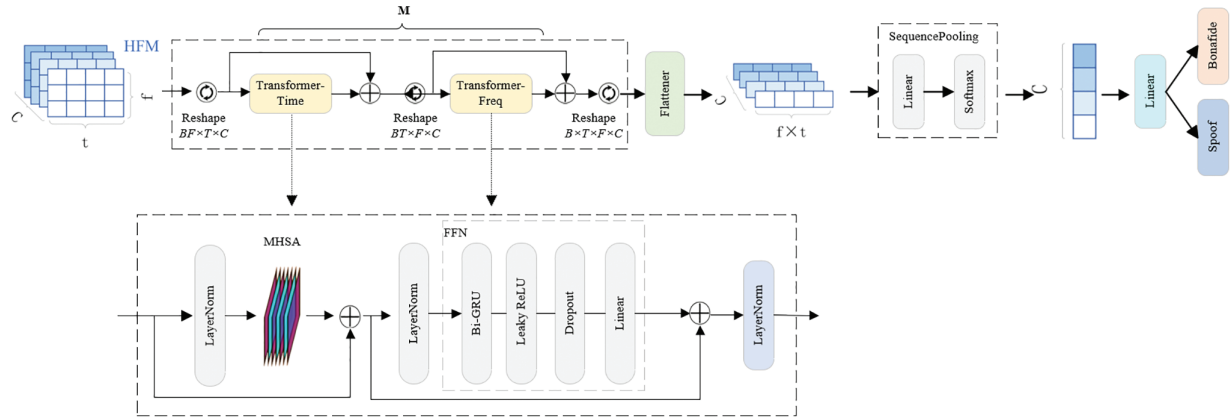 M
HFM
C
f
t
Reshape
BF×T×C
Transformer-
Time
Reshape
BT×F×C
Transformer-
Freq
Reshape
B×T×F×C
Flattener
C
f×t
SequencePooling
Linear
Softmax
C
Linear
Bonafide
Spoof
LayerNorm
MHSA
LayerNorm
FFN
Bi-GRU
Leaky ReLU
Dropout
Linear
LayerNorm